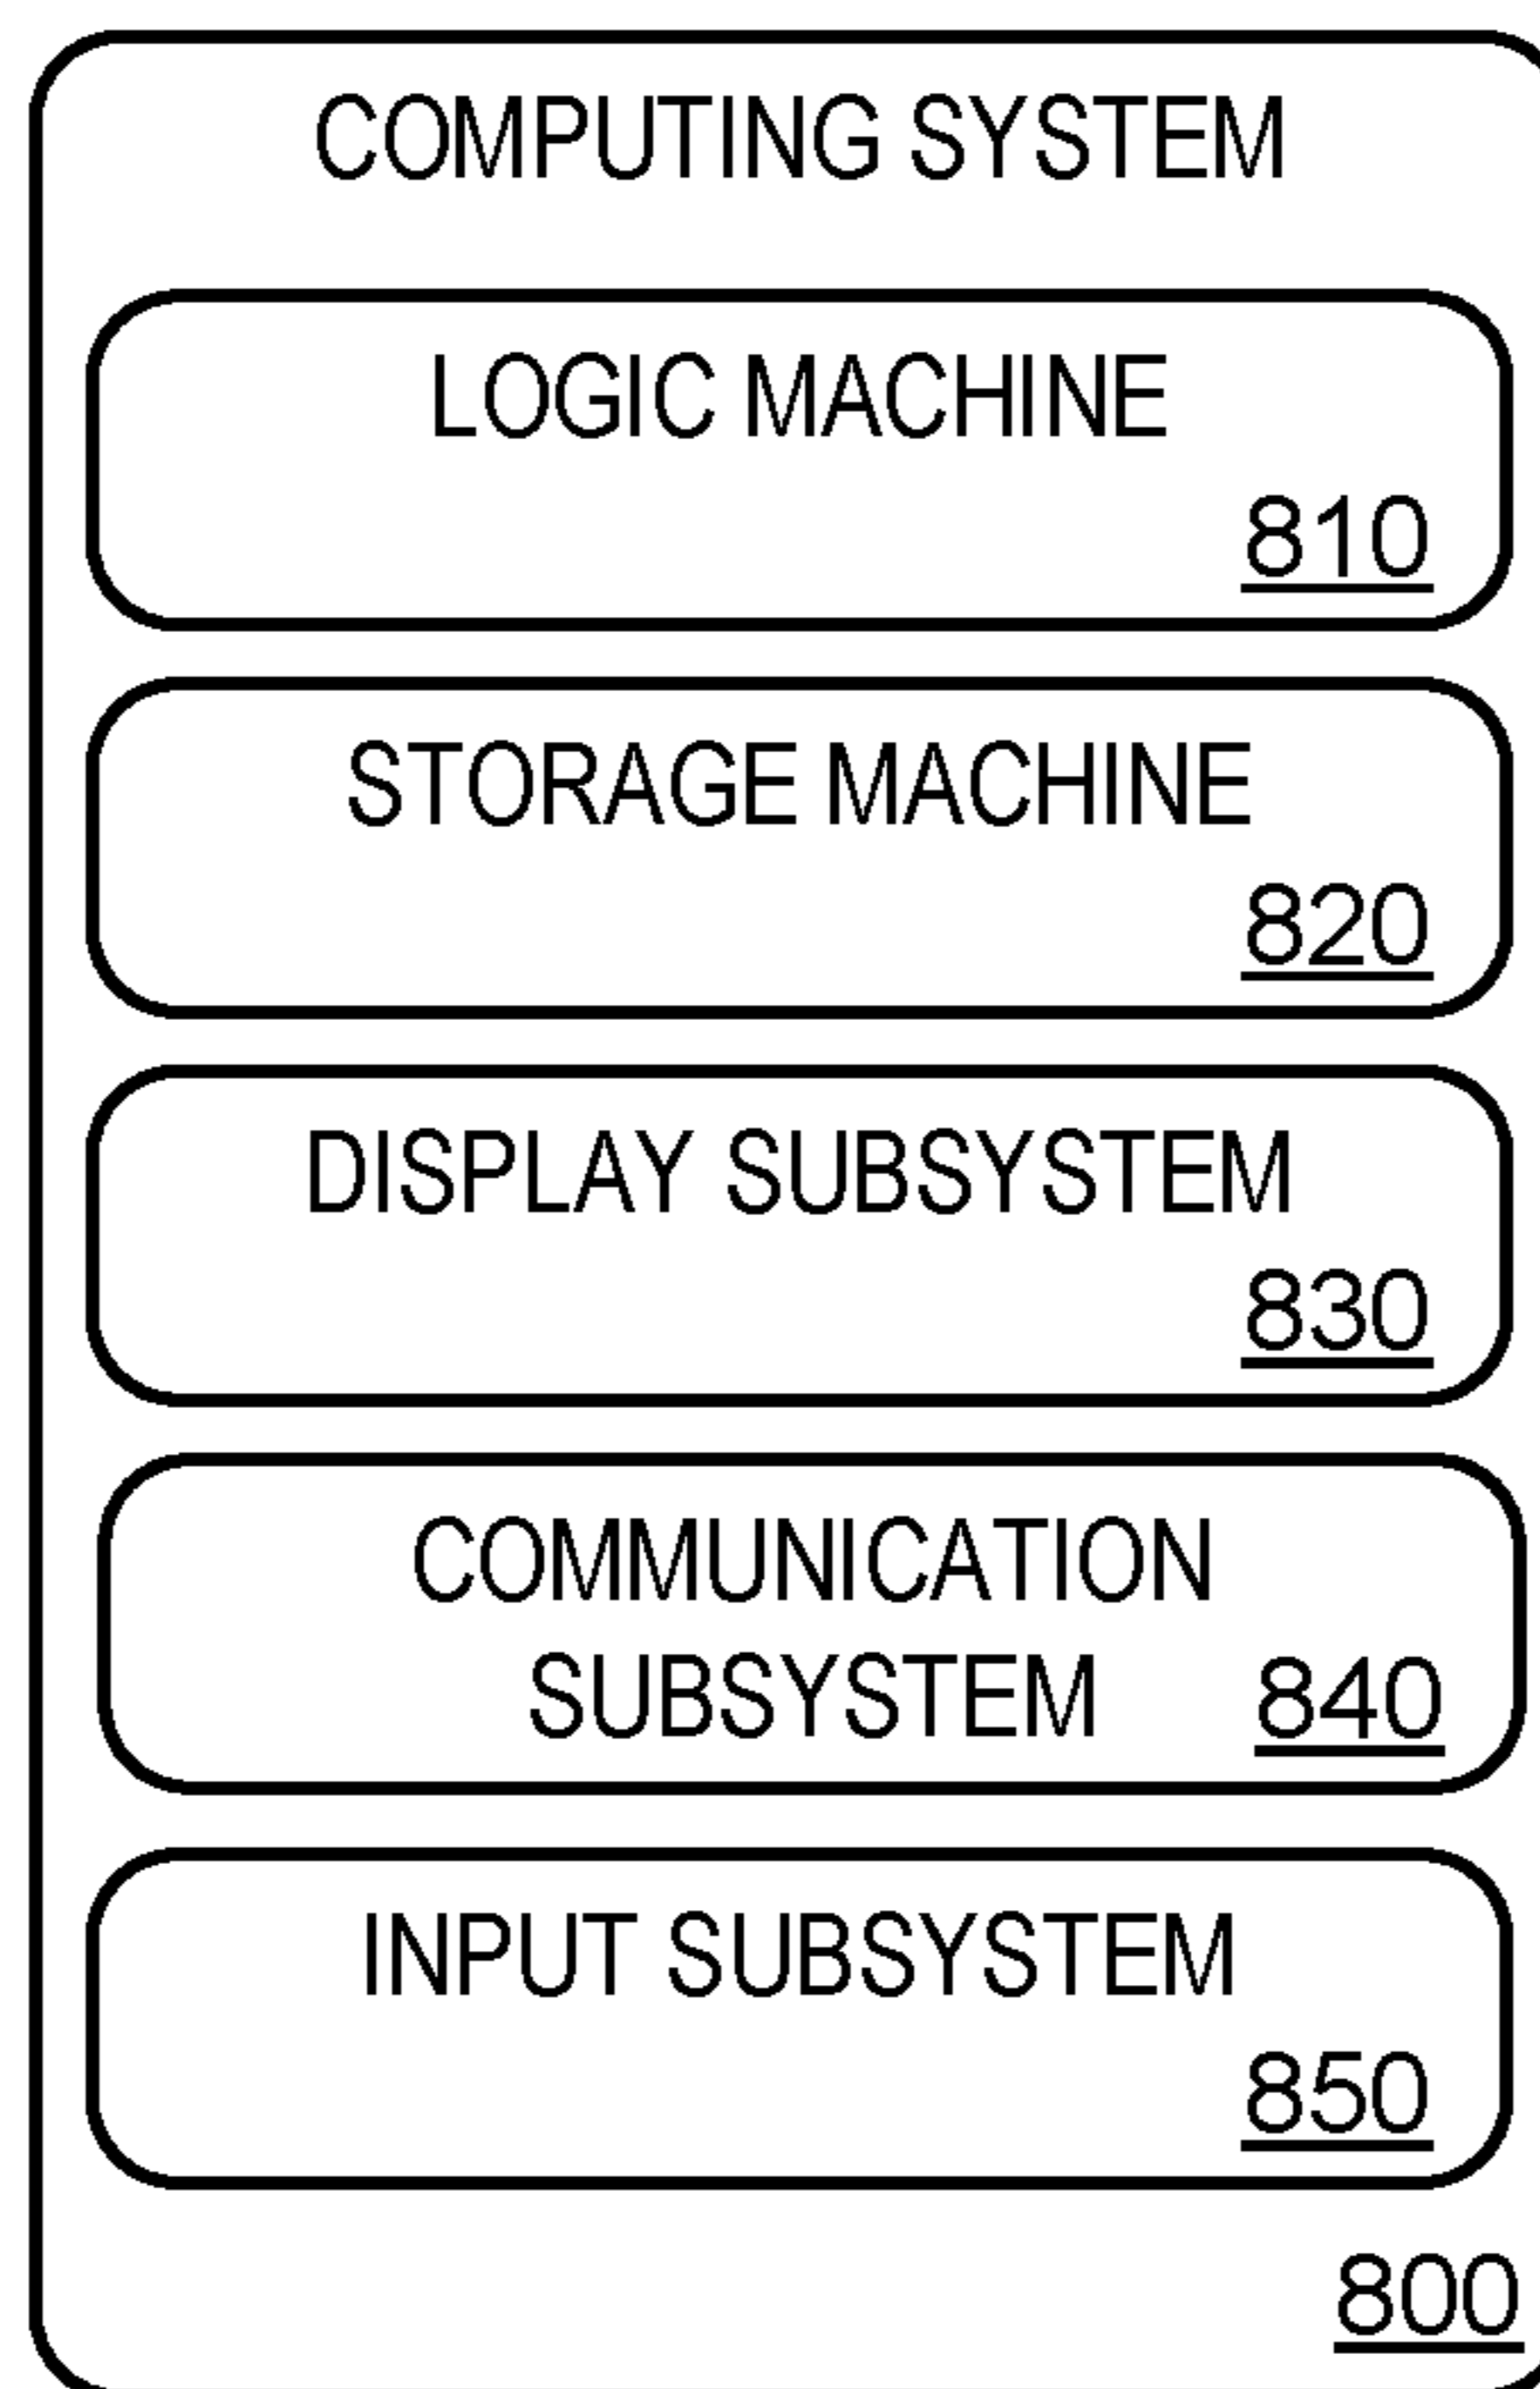 COMPUTING SYSTEM
LOGIC MACHINE
810
STORAGE MACHINE
820
DISPLAY SUBSYSTEM
830
COMMUNICATION
SUBSYSTEM 840
INPUT SUBSYSTEM
850
800